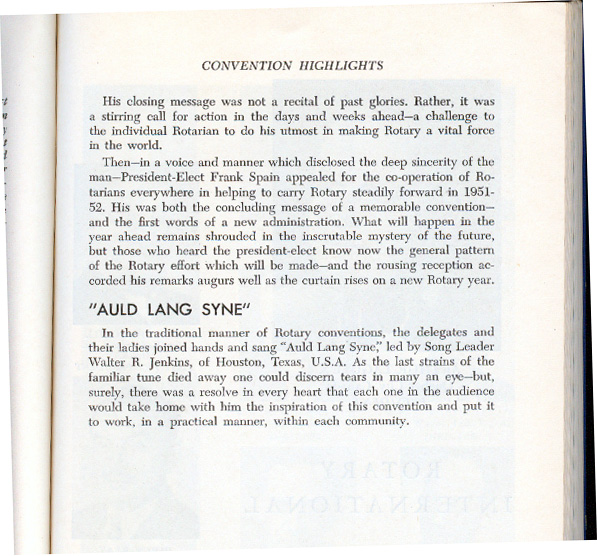 CONVENTION HIGHLIGHTS
His closing message was not a recital of past glories. Rather, it was
a stirring call for action in the days and weeks ahead—a challenge to
the individual Rotarian to do his utmost in making Rotary a vital force
in the world.
Then—in a voice and manner which disclosed the deep sincerity of the
man—President-Elect Frank Spain appealed for the co-operation of Ro-
tarians everywhere in helping to carry Rotary steadily forward in 1951-
52. His was both the concluding message of a memorable convention—
and the first words of a new administration. What will happen in the
year ahead remains shrouded in the inscrutable mystery of the future,
but those who heard the president-elect know now the general pattern
of the Rotary effort which will be made—and the rousing reception ac-
corded his remarks augurs well as the curtain rises on a new Rotary year.
"AULD LANG SYNE"
In the traditional manner of Rotary conventions, the delegates and
their ladies joined hands and sang “Auld Lang Syne,” led by Song Leader
Walter R. Jenkins, of Houston, Texas, U.S.A. As the last strains of the
familiar tune died away one could discern tears in many an eye—but,
surely, there was a resolve in every heart that each one in the audience
would take home with him the inspiration of this convention and put it
to work, in a practical manner, within each community.
ROTARY
INTERNATIONAL